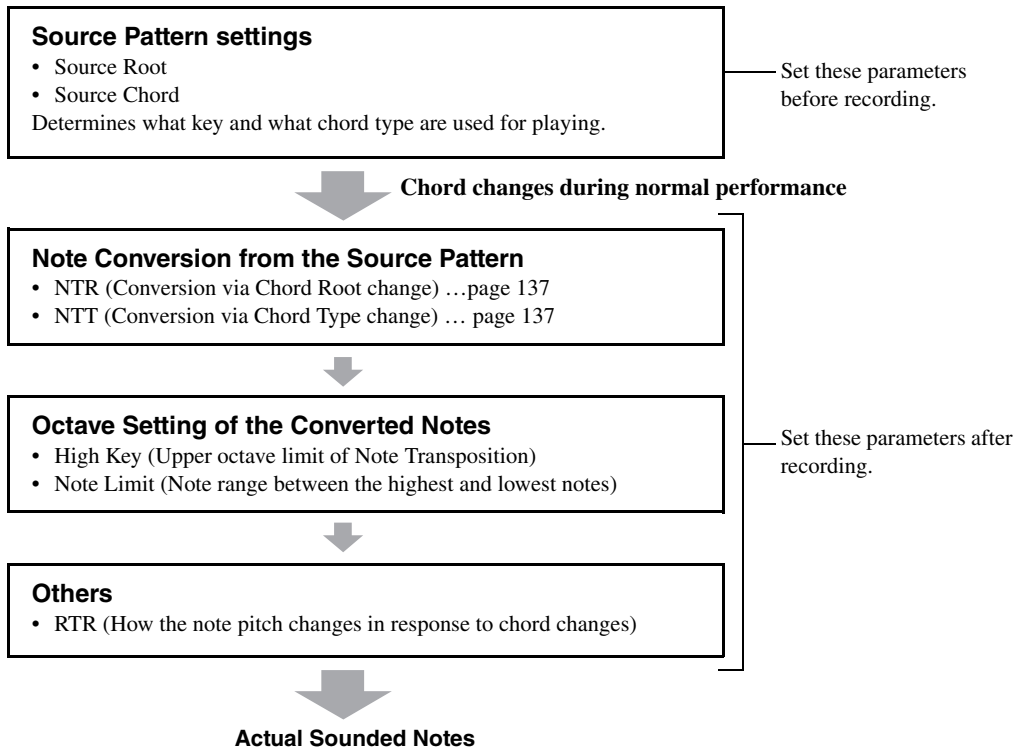 Source Pattern settings
• Source Root
• Source Chord
Determines what key and what chord type are used for playing.
Set these parameters
before recording.
Chord changes during normal performance
Note Conversion from the Source Pattern
• NTR (Conversion via Chord Root change) …page 137
• NTT (Conversion via Chord Type change) … page 137
Octave Setting of the Converted Notes
• High Key (Upper octave limit of Note Transposition)
• Note Limit (Note range between the highest and lowest notes)
Set these parameters after
recording.
Others
• RTR (How the note pitch changes in response to chord changes)
Actual Sounded Notes